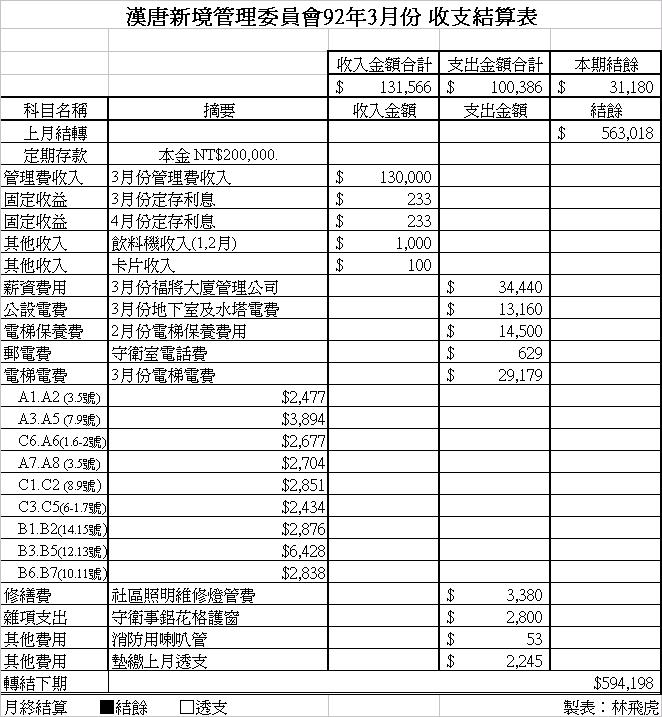 漢唐新境管理委員會92年3月份 收支結算表
收入金額合計 支出金額合計 本期結餘
$ 131,566 $ 100,386 $ 31,180
科目名稱 摘要 收入金額 支出金額 結餘
上月結轉 $ 563,018
定期存款 本金 NT$200,000.
管理費收入 3月份管理費收入 $ 130,000
固定收益 3月份定存利息 $ 233
固定收益 4月份定存利息 $ 233
其他收入 飲料機收入(1,2月) $ 1,000
其他收入 卡片收入 $ 100
薪資費用 3月份福將大廈管理公司 $ 34,440
公設電費 3月份地下室及水塔電費 $ 13,160
電梯保養費 2月份電梯保養費用 $ 14,500
郵電費 守衛室電話費 $ 629
電梯電費 3月份電梯電費 $ 29,179
A1.A2 (3.5號) $2,477
A3.A5 (7.9號) $3,894
C6.A6(1.6-2號) $2,677
A7.A8 (3.5號) $2,704
C1.C2 (8.9號) $2,851
C3.C5(6-1.7號) $2,434
B1.B2(14.15號) $2,876
B3.B5(12.13號) $6,428
B6.B7(10.11號) $2,838
修繕費 社區照明維修燈管費 $ 3,380
雜項支出 守衛事鋁花格護窗 $ 2,800
其他費用 消防用喇叭管 $ 53
其他費用 墊繳上月透支 $ 2,245
轉結下期 $594,198
月終結算 ■結餘 □透支 製表：林飛虎